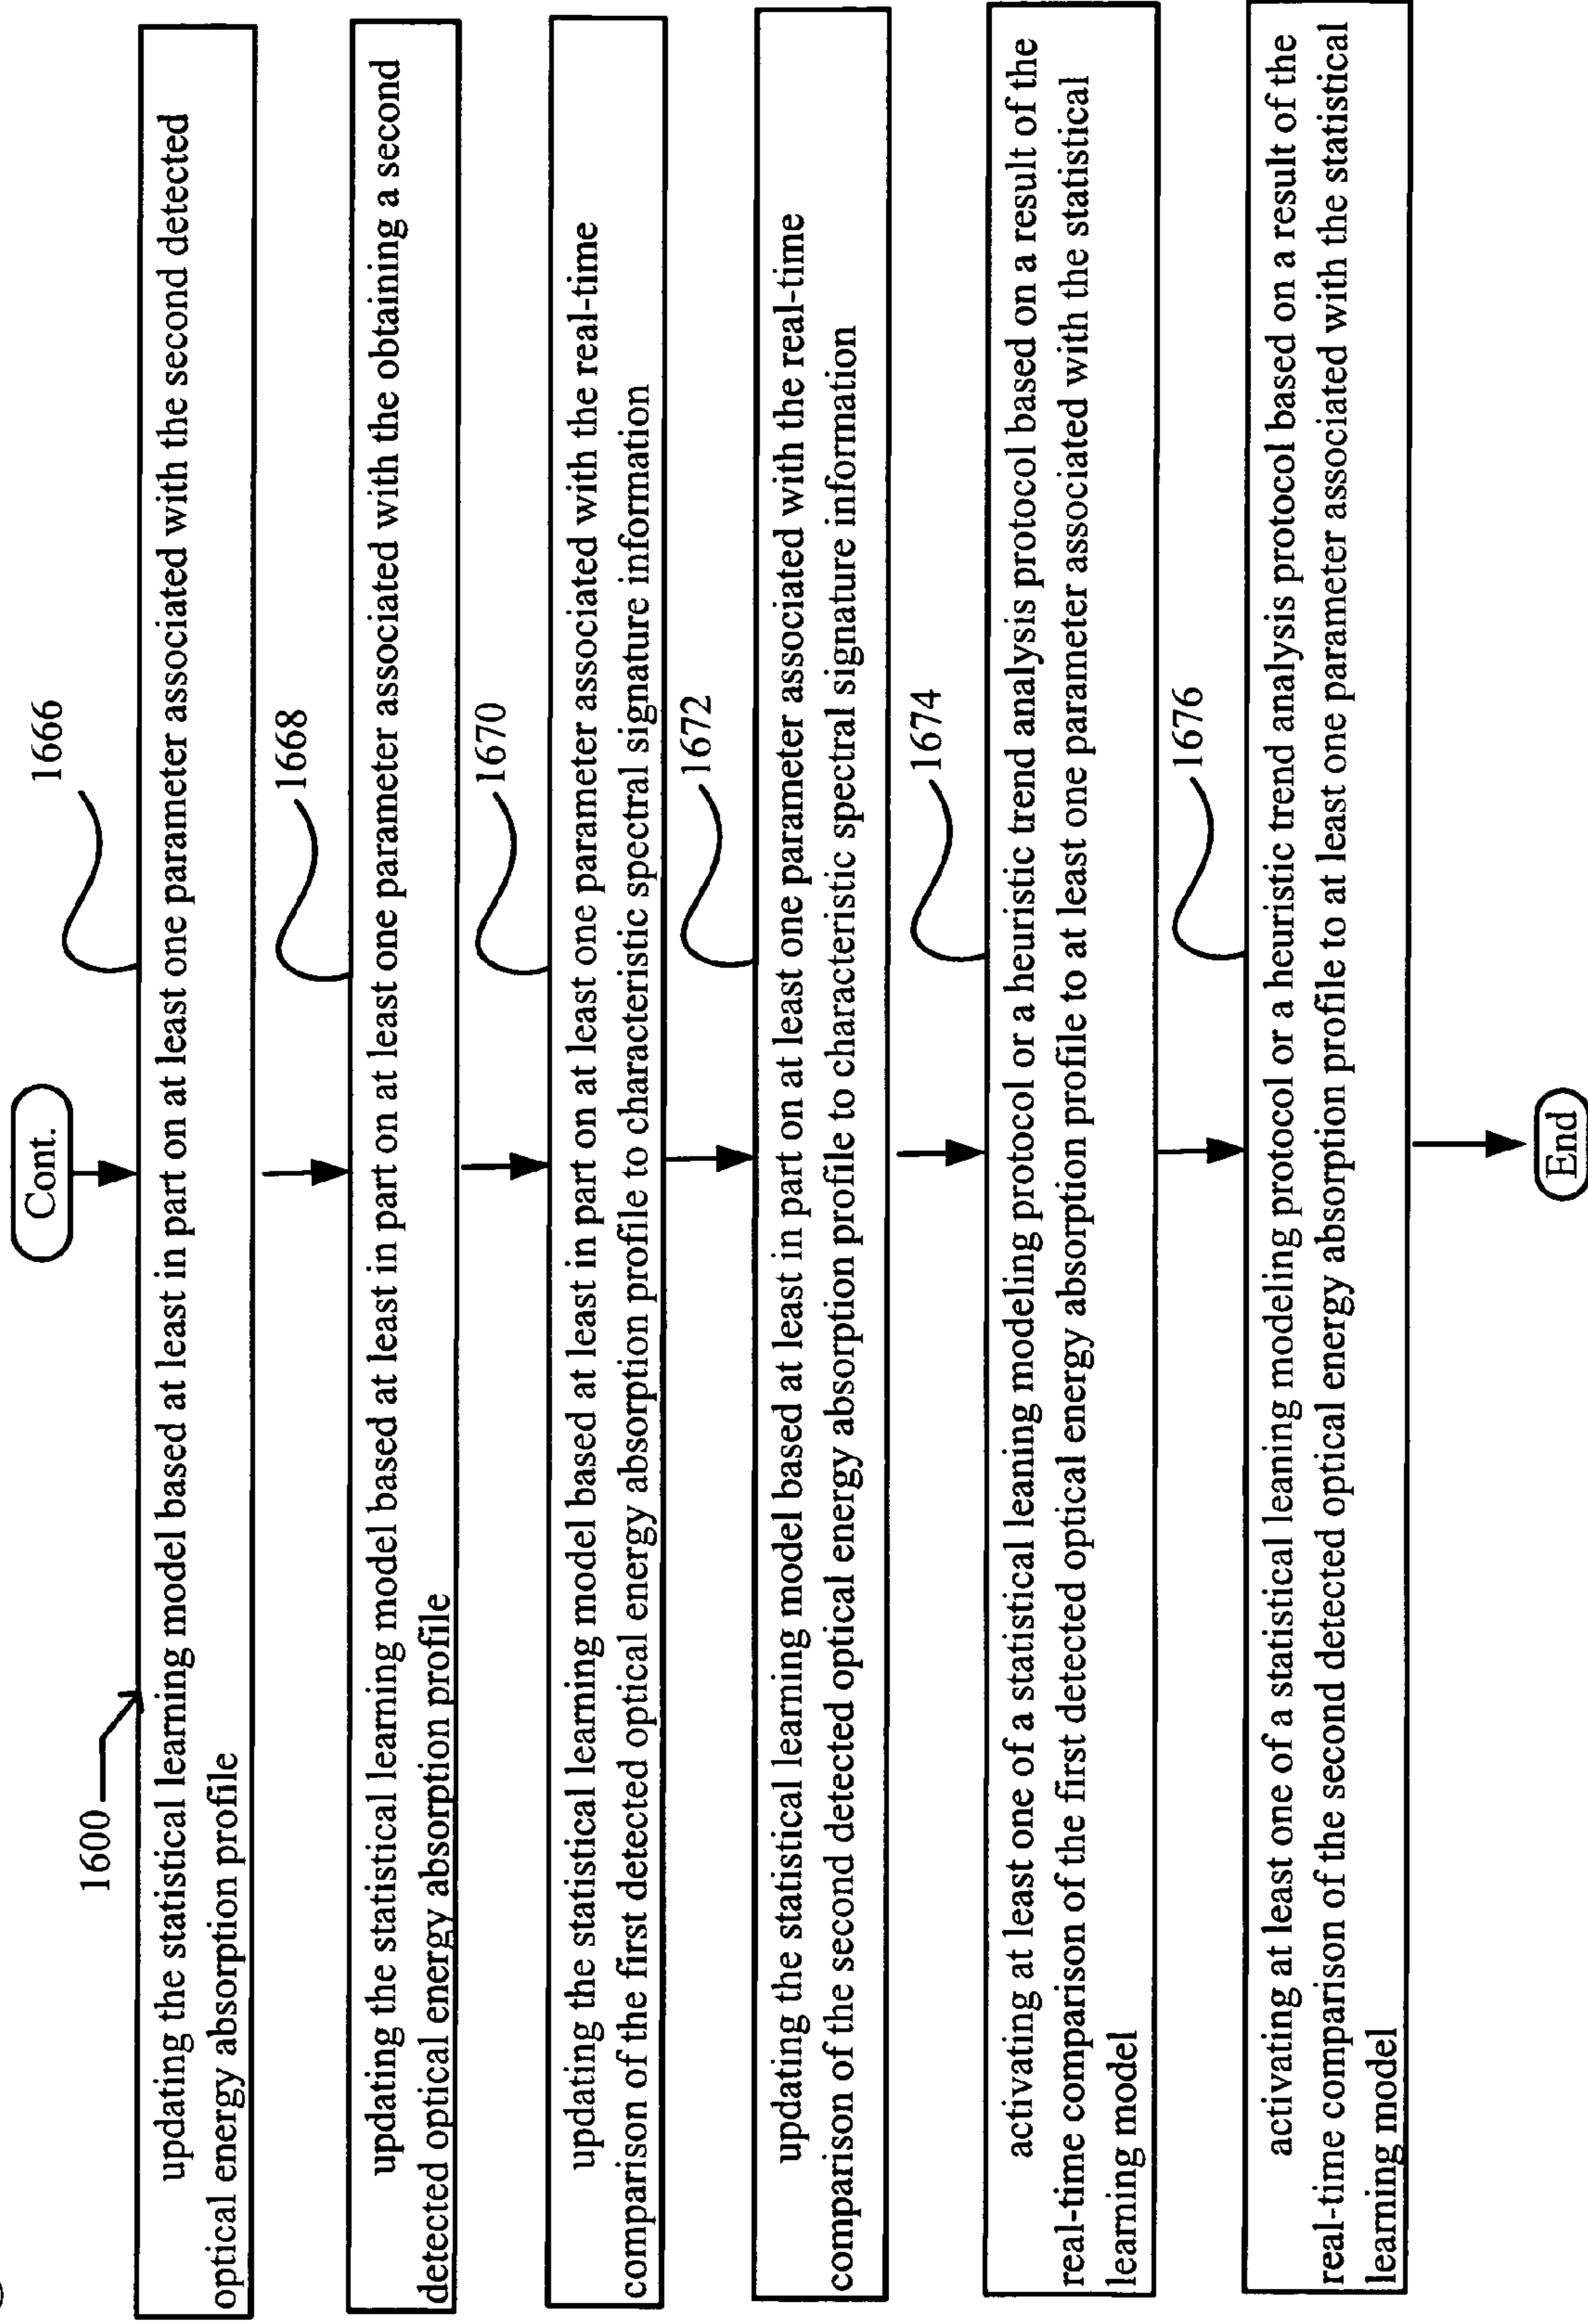 Cont.
1600
1666
updating the statistical learning model based at least in part on at least one parameter associated with the second detected
optical energy absorption profile
1668
updating the statistical learning model based at least in part on at least one parameter associated with the obtaining a second
detected optical energy absorption profile
1670
updating the statistical learning model based at least in part on at least one parameter associated with the real-time
comparison of the first detected optical energy absorption profile to characteristic spectral signature information
1672
updating the statistical learning model based at least in part on at least one parameter associated with the real-time
comparison of the second detected optical energy absorption profile to characteristic spectral signature information
1674
activating at least one of a statistical leaning modeling protocol or a heuristic trend analysis protocol based on a result of the
real-time comparison of the first detected optical energy absorption profile to at least one parameter associated with the statistical
learning model
1676
activating at least one of a statistical leaning modeling protocol or a heuristic trend analysis protocol based on a result of the
real-time comparison of the second detected optical energy absorption profile to at least one parameter associated with the statistical
learning model
End